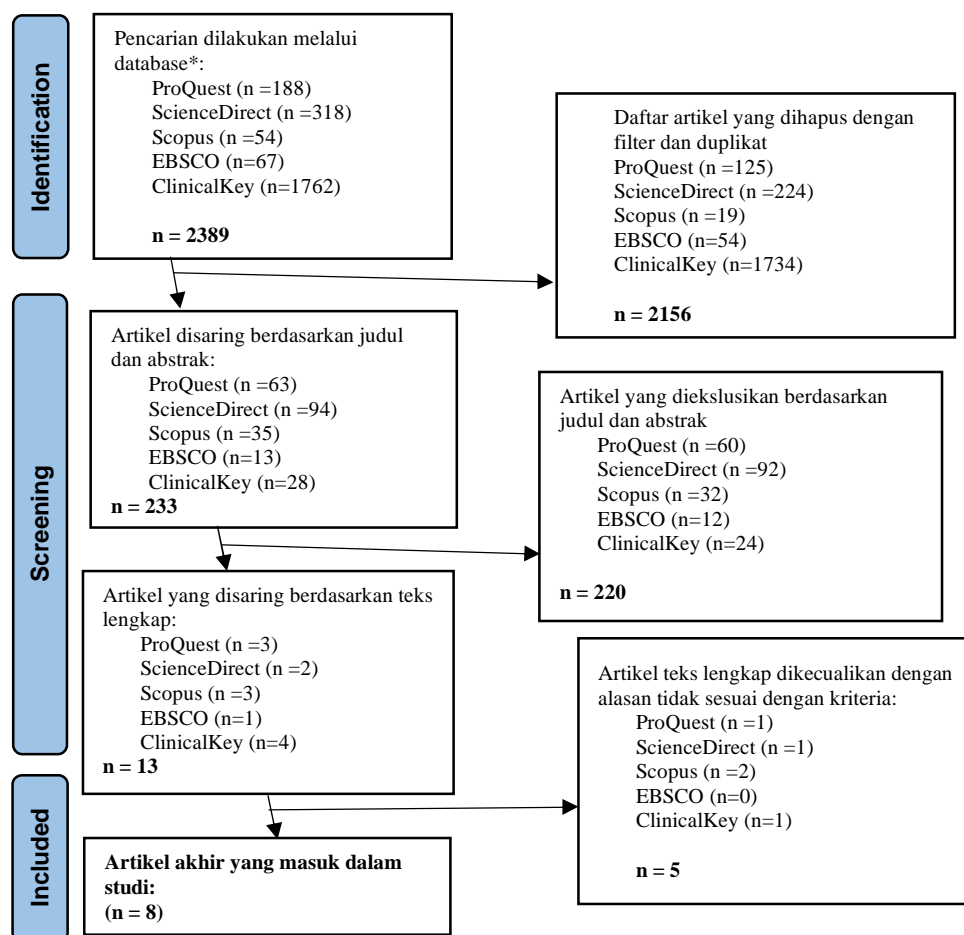 Identification
Pencarian dilakukan melalui
database*:
ProQuest (n =188)
ScienceDirect (n =318)
Scopus (n =54)
EBSCO (n=67)
ClinicalKey (n=1762)
n = 2389
Daftar artikel yang dihapus dengan
filter dan duplikat
ProQuest (n =125)
ScienceDirect (n =224)
Scopus (n =19)
EBSCO (n=54)
ClinicalKey (n=1734)
n = 2156
Screening
Artikel disaring berdasarkan judul
dan abstrak:
ProQuest (n =63)
ScienceDirect (n =94)
Scopus (n =35)
EBSCO (n=13)
ClinicalKey (n=28)
n = 233
Artikel yang diekslusikan berdasarkan
judul dan abstrak
ProQuest (n =60)
ScienceDirect (n =92)
Scopus (n =32)
EBSCO (n=12)
ClinicalKey (n=24)
n = 220
Artikel yang disaring berdasarkan teks
lengkap:
ProQuest (n =3)
ScienceDirect (n =2)
Scopus (n =3)
EBSCO (n=1)
ClinicalKey (n=4)
n = 13
Artikel teks lengkap dikecualikan dengan
alasan tidak sesuai dengan kriteria:
ProQuest (n =1)
ScienceDirect (n =1)
Scopus (n =2)
EBSCO (n=0)
ClinicalKey (n=1)
n = 5
Included
Artikel akhir yang masuk dalam
studi:
(n = 8)